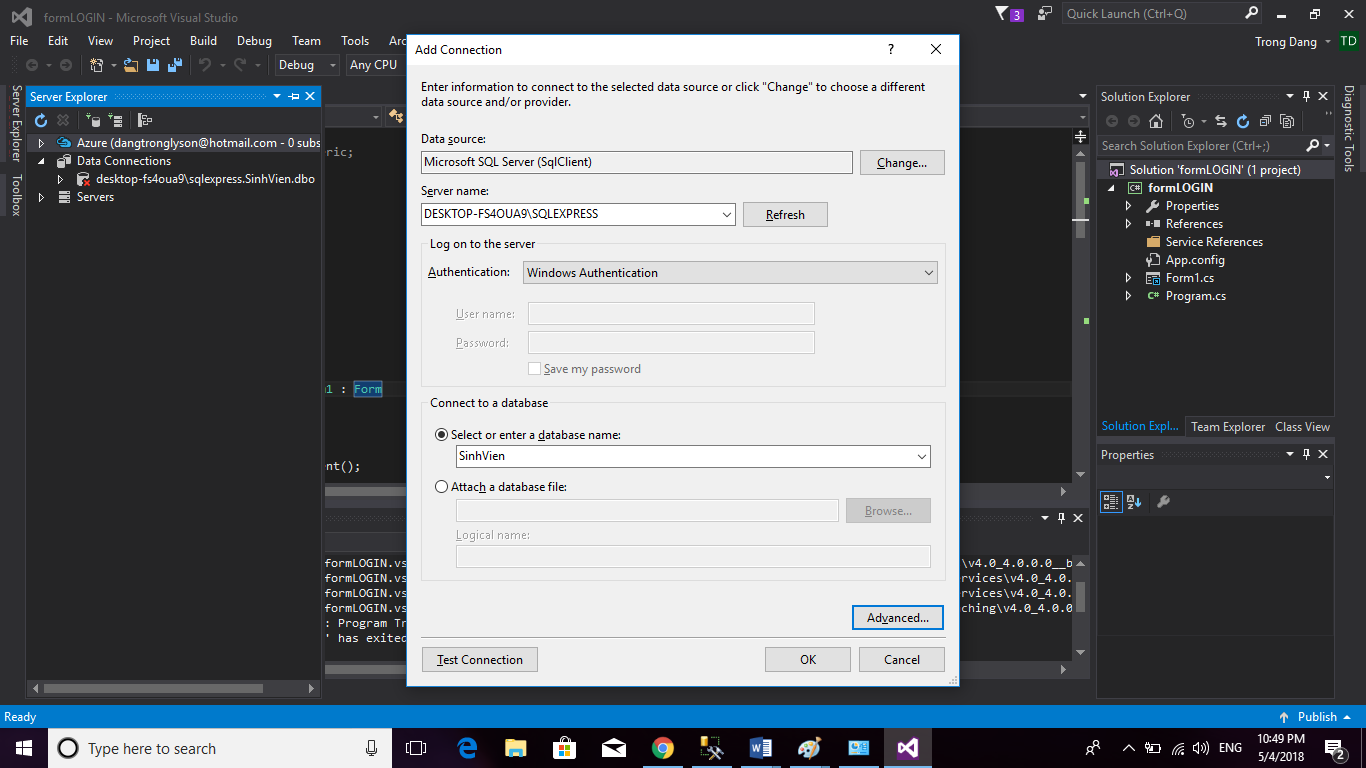 formLOGIN - Microsoft Visual Studio
3
Quick Launch (Ctrl+Q)
File Edit View Project Build Debug Team Tools
Trong Dang TD
Debug Any CPU
Server Explorer
Toolbox
Server Explorer
Azure (dangtronglyson@hotmail.com - 0 subs
Data Connections
desktop-fs4oua9\sqlexpress.SinhVien.dbo
Servers
eric;
1 : Form
ent();
Add Connection
?
Enter information to connect to the selected data source or click "Change" to choose a different
data source and/or provider.
Data source:
Microsoft SQL Server (SqlClient)
Change...
Server name:
DESKTOP-FS4OUA9\SQLEXPRESS
Refresh
Log on to the server
Authentication: Windows Authentication
User name:
Password:
Save my password
Connect to a database
Select or enter a database name:
SinhVien
Attach a database file:
Browse...
Logical name:
Advanced...
Test Connection OK Cancel
formLOGIN.vs \v4.0_4.0.0.0__b
formLOGIN.vs rvices\v4.0_4.0.
formLOGIN.vs rvices\v4.0_4.0.
formLOGIN.vs ching\v4.0_4.0.0
: Program Tr
' has exited
Solution Explorer
Search Solution Explorer (Ctrl+;)
Solution 'formLOGIN' (1 project)
C# formLOGIN
Properties
References
Service References
App.config
Form1.cs
C# Program.cs
Solution Expl... Team Explorer Class View
Properties
Diagnostic Tools
Ready
Publish
Type here to search
ENG
10:49 PM
5/4/2018
2